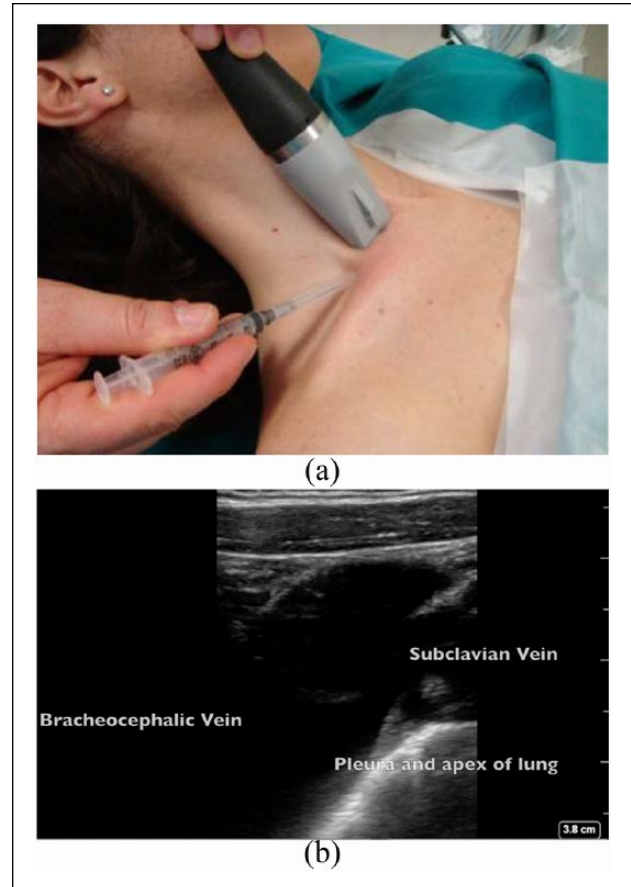 (a)
Subclavian Vein
Bracheocephalic Vein
Pleura and apex of lung
3.8 cm
(b)